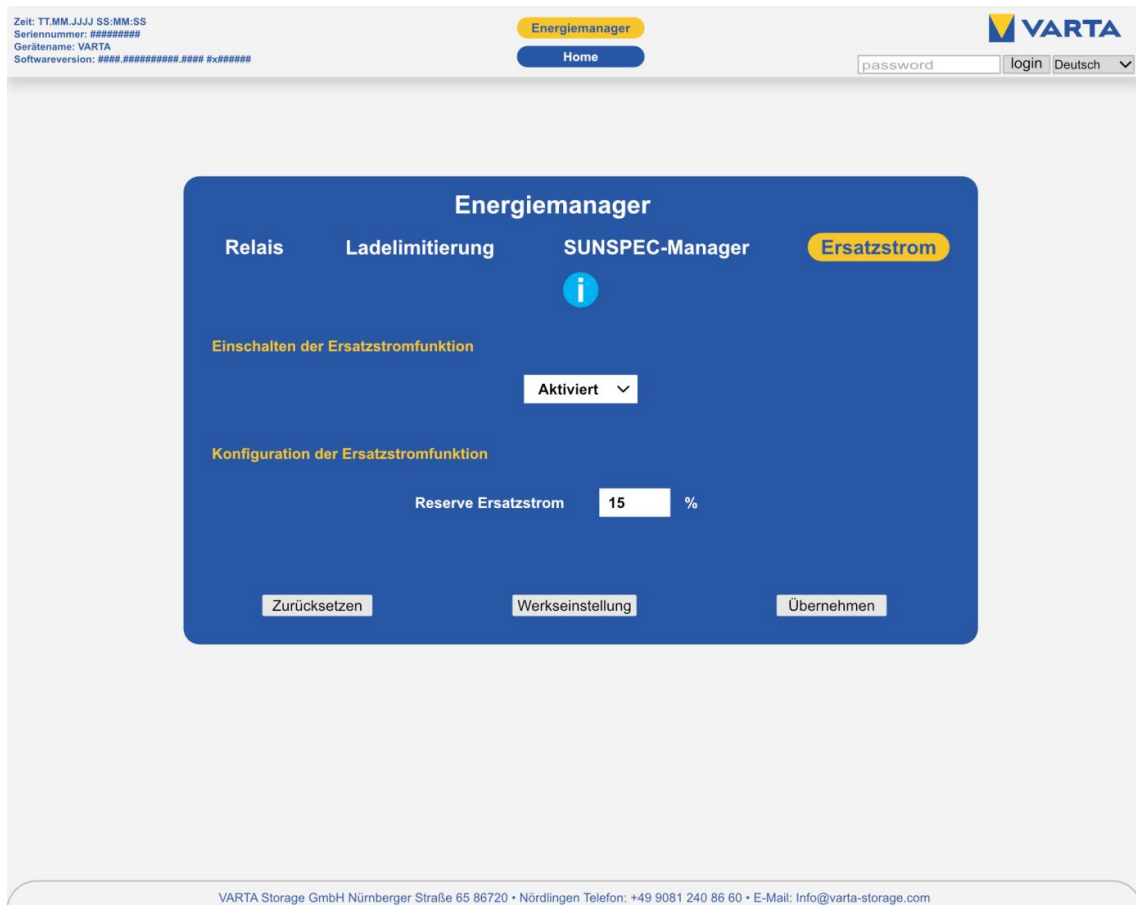 Zeit: TT.MM.JJJJ SS:MM:SS
Seriennummer: #########
Gerätename: VARTA
Softwareversion: ####.##########.#### #x######
Energiemanager
Home
VARTA
password
login
Deutsch
Energiemanager
Relais
Ladelimitierung
SUNSPEC-Manager
Ersatzstrom
i
Einschalten der Ersatzstromfunktion
Aktiviert
Konfiguration der Ersatzstromfunktion
Reserve Ersatzstrom 15 %
Zurücksetzen
Werkseinstellung
Übernehmen
VARTA Storage GmbH Nürnberger Straße 65 86720 • Nördlingen Telefon: +49 9081 240 86 60 • E-Mail: Info@varta-storage.com